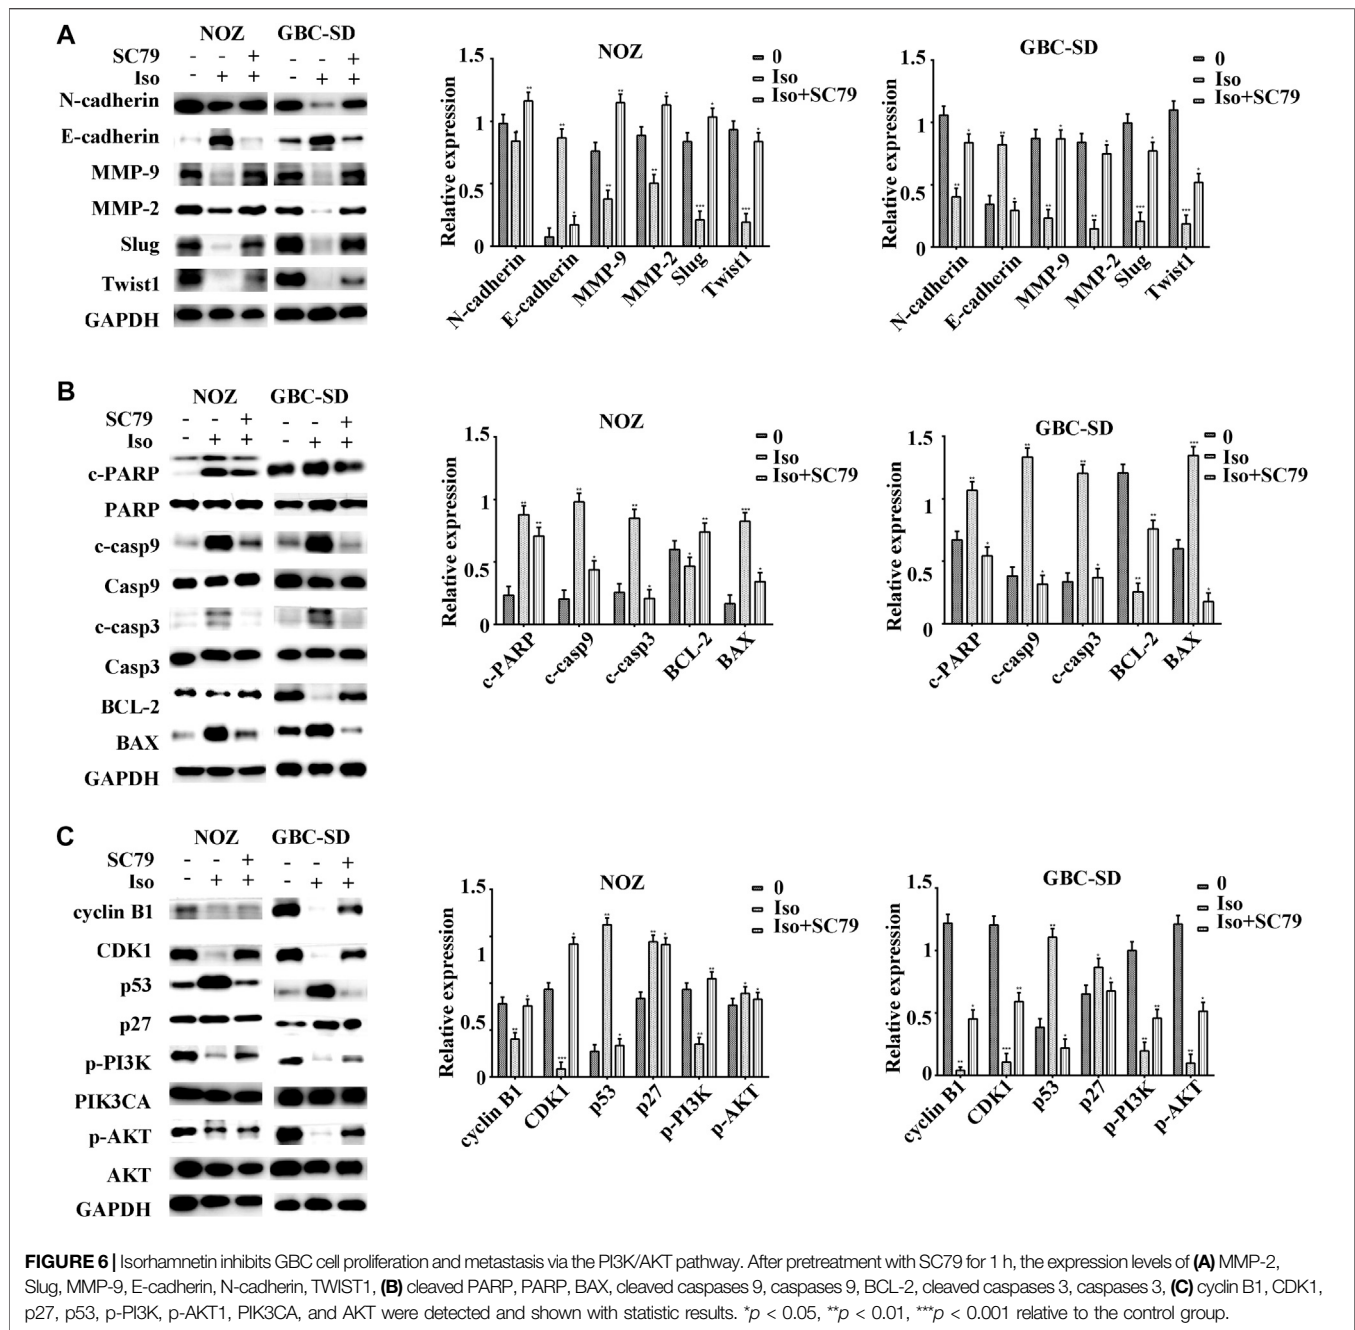 A
NOZ GBC-SD
SC79 - - + - - +
Iso - + + - + +
N-cadherin
E-cadherin
MMP-9
MMP-2
Slug
Twist1
GAPDH
NOZ
0
Iso
Iso+SC79
Relative expression
1.5
1
0.5
0
** ** * ** ** ** ** * *** * *** *
N-cadherin E-cadherin MMP-9 MMP-2 Slug Twist1
GBC-SD
0
Iso
Iso+SC79
Relative expression
1.5
1
0.5
0
** * ** * ** * ** * *** * *** *
N-cadherin E-cadherin MMP-9 MMP-2 Slug Twist1
B
NOZ GBC-SD
SC79 - - + - - +
Iso - + + - + +
c-PARP
PARP
c-casp9
Casp9
c-casp3
Casp3
BCL-2
BAX
GAPDH
NOZ
0
Iso
Iso+SC79
Relative expression
1.5
1
0.5
0
** ** ** * ** * * ** *** *
c-PARP c-casp9 c-casp3 BCL-2 BAX
GBC-SD
0
Iso
Iso+SC79
Relative expression
1.5
1
0.5
0
** * ** * ** * ** ** *** *
c-PARP c-casp9 c-casp3 BCL-2 BAX
C
NOZ GBC-SD
SC79 - - + - - +
Iso - + + - + +
cyclin B1
CDK1
p53
p27
p-PI3K
PIK3CA
p-AKT
AKT
GAPDH
NOZ
0
Iso
Iso+SC79
Relative expression
1.5
1
0.5
0
** * *** * ** * ** * ** ** * *
cyclin B1 CDK1 p53 p27 p-PI3K p-AKT
GBC-SD
0
Iso
Iso+SC79
Relative expression
1.5
1
0.5
0
** * *** ** ** * * * ** ** ** *
cyclin B1 CDK1 p53 p27 p-PI3K p-AKT
FIGURE 6 | Isorhamnetin inhibits GBC cell proliferation and metastasis via the PI3K/AKT pathway. After pretreatment with SC79 for 1 h, the expression levels of (A) MMP-2,
Slug, MMP-9, E-cadherin, N-cadherin, TWIST1, (B) cleaved PARP, PARP, BAX, cleaved caspases 9, caspases 9, BCL-2, cleaved caspases 3, caspases 3, (C) cyclin B1, CDK1,
p27, p53, p-PI3K, p-AKT1, PIK3CA, and AKT were detected and shown with statistic results. *p < 0.05, **p < 0.01, ***p < 0.001 relative to the control group.